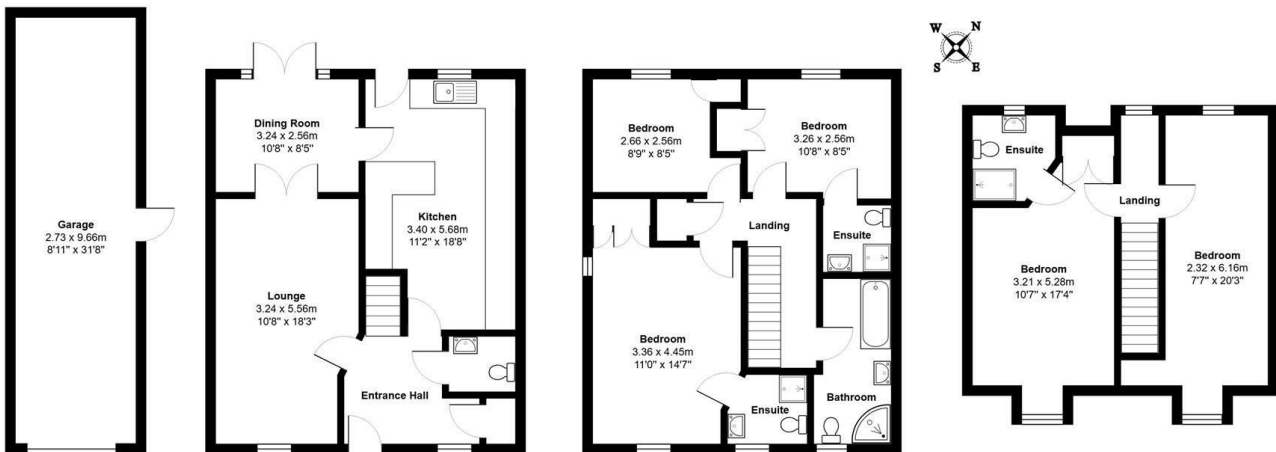 Garage
2.73 x 9.66m
8'11" x 31'8"
Dining Room
3.24 x 2.56m
10'8" x 8'5"
Kitchen
3.40 x 5.68m
11'2" x 18'8"
Lounge
3.24 x 5.56m
10'8" x 18'3"
Entrance Hall
Bedroom
2.66 x 2.56m
8'9" x 8'5"
Bedroom
3.26 x 2.56m
10'8" x 8'5"
Landing
Ensuite
Bedroom
3.36 x 4.45m
11'0" x 14'7"
Ensuite
Bathroom
W N
S E
Ensuite
Landing
Bedroom
3.21 x 5.28m
10'7" x 17'4"
Bedroom
2.32 x 6.16m
7'7" x 20'3"